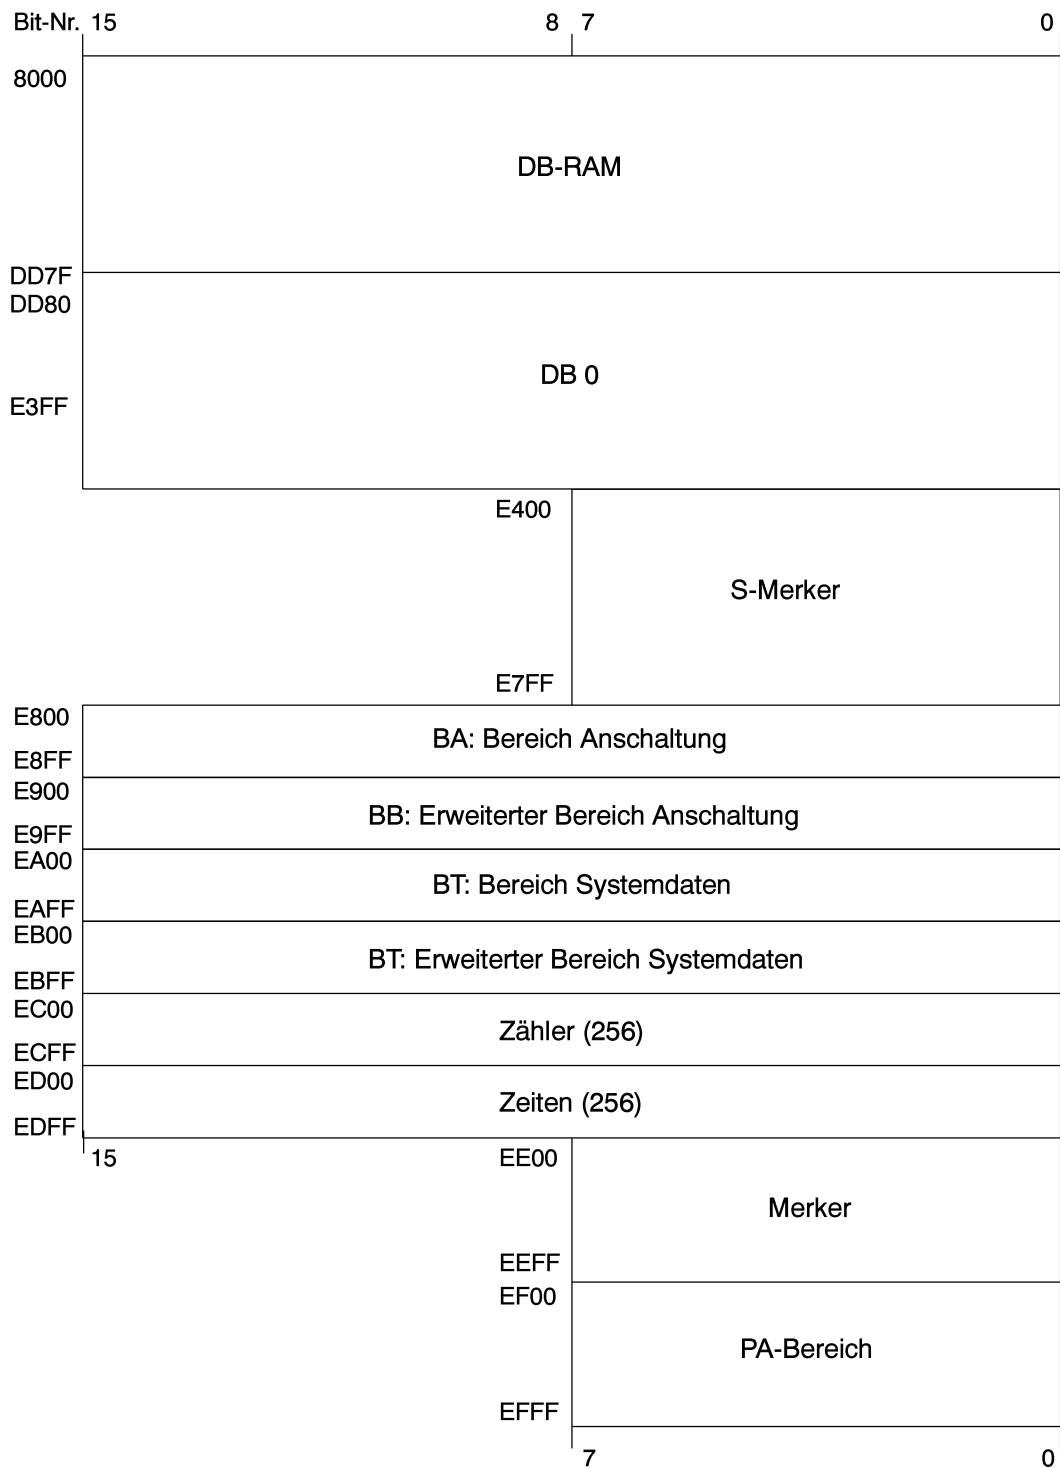 Bit-Nr. 15 8 7 0
8000
DB-RAM
DD7F
DD80
DB 0
E3FF
E400
S-Merker
E7FF
E800
BA: Bereich Anschaltung
E8FF
E900
BB: Erweiterter Bereich Anschaltung
E9FF
EA00
BT: Bereich Systemdaten
EAFF
EB00
BT: Erweiterter Bereich Systemdaten
EBFF
EC00
Zähler (256)
ECFF
ED00
Zeiten (256)
EDFF
15 EE00
Merker
EEFF
EF00
PA-Bereich
EFFF
7 0